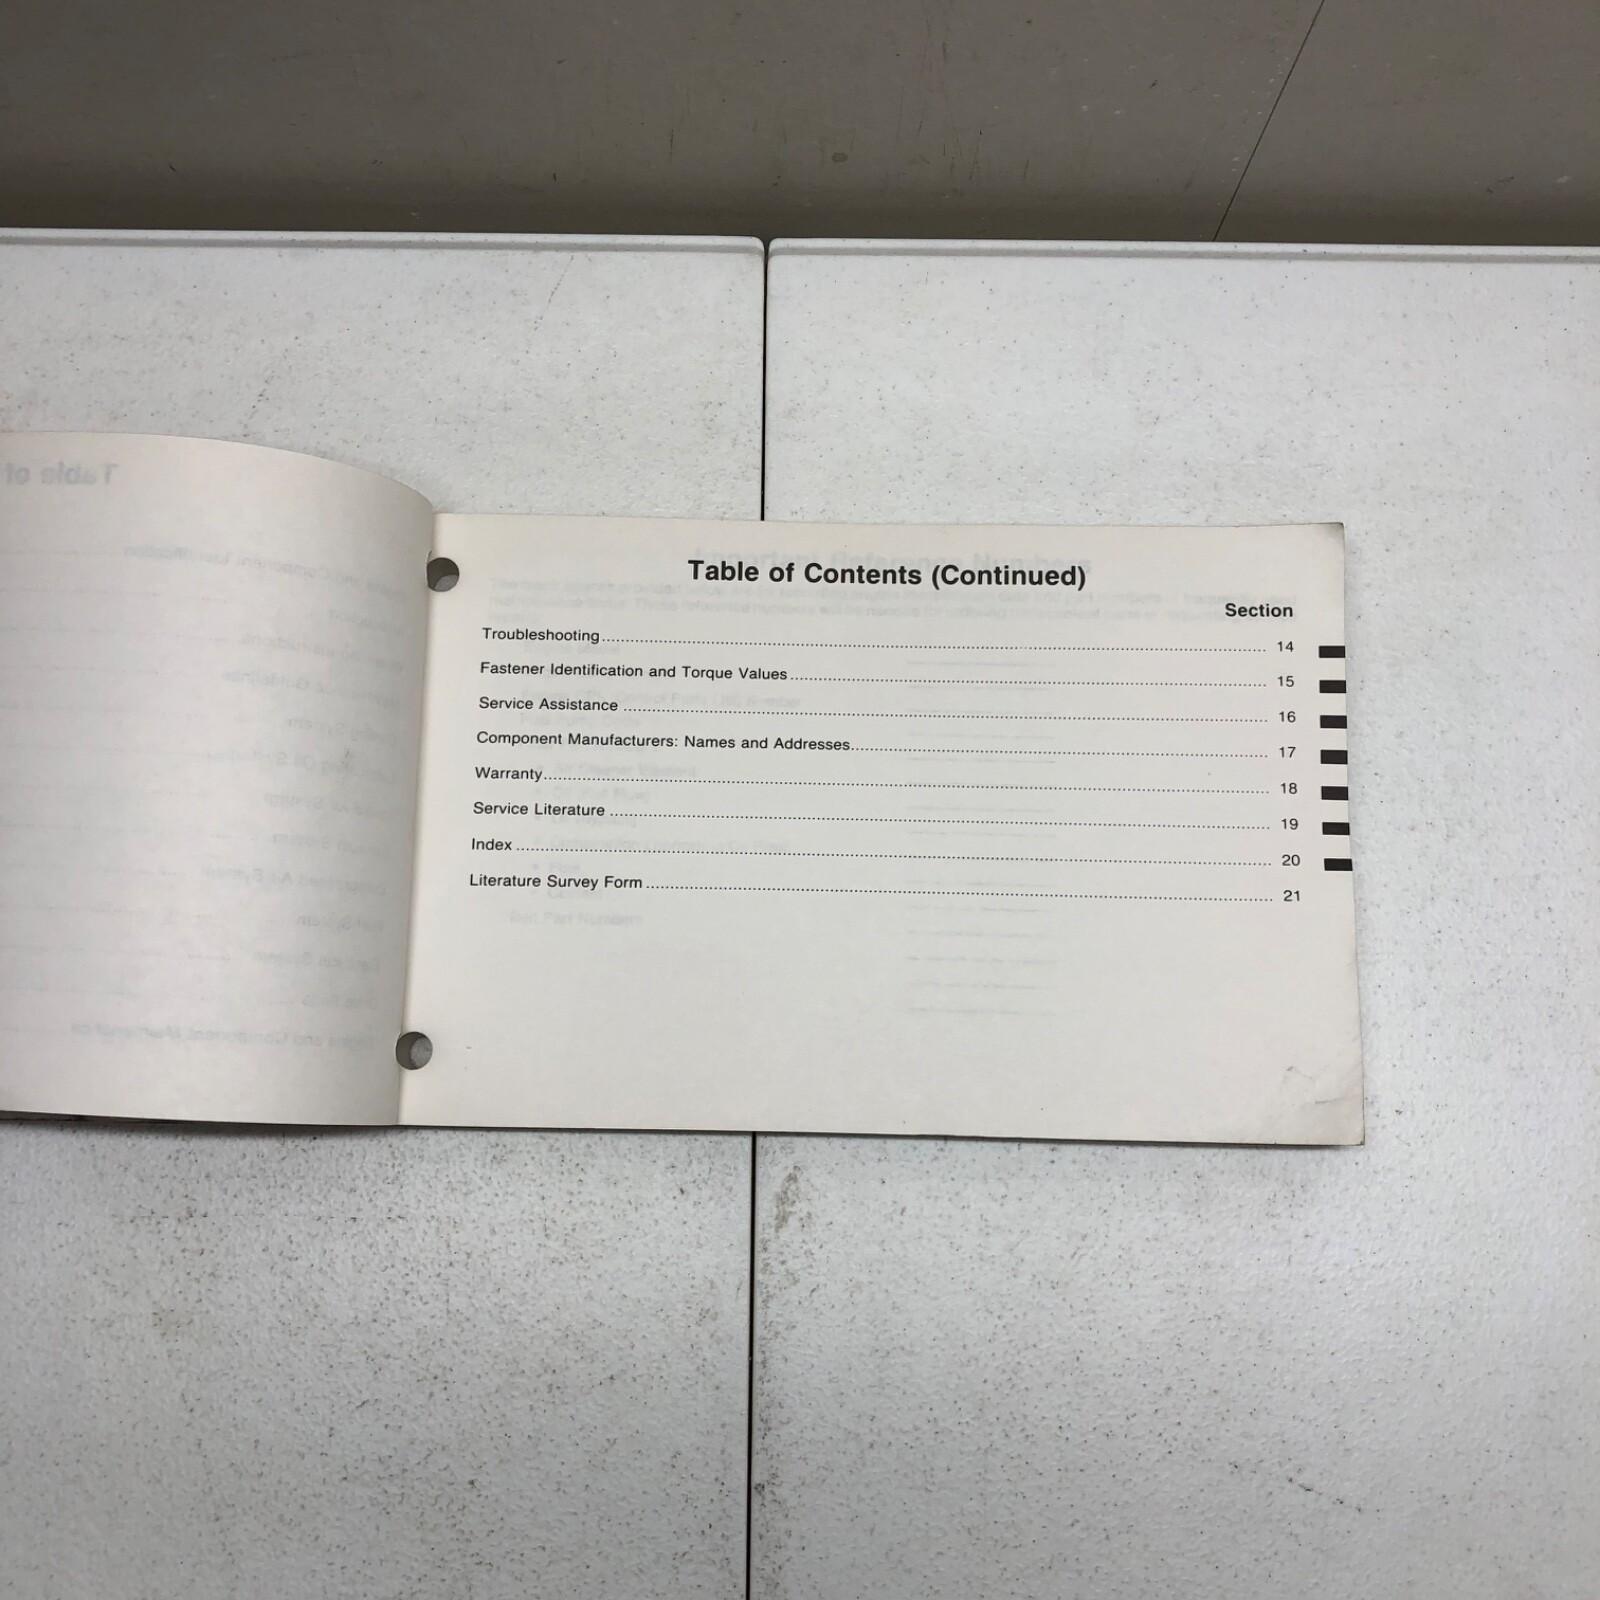 Table of Contents (Continued)
Section
Troubleshooting 14
Fastener Identification and Torque Values 15
Service Assistance 16
Component Manufacturers: Names and Addresses 17
Warranty 18
Service Literature 19
Index 20
Literature Survey Form 21